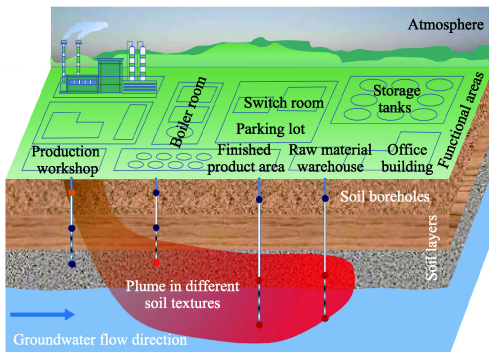 Atmosphere
Boiler room
Switch room
Storage
tanks
Functional areas
Parking lot
Production
workshop
Finished
product area
Raw material
warehouse
Office
building
Soil boreholes
Soil layers
Plume in different
soil textures
Groundwater flow direction